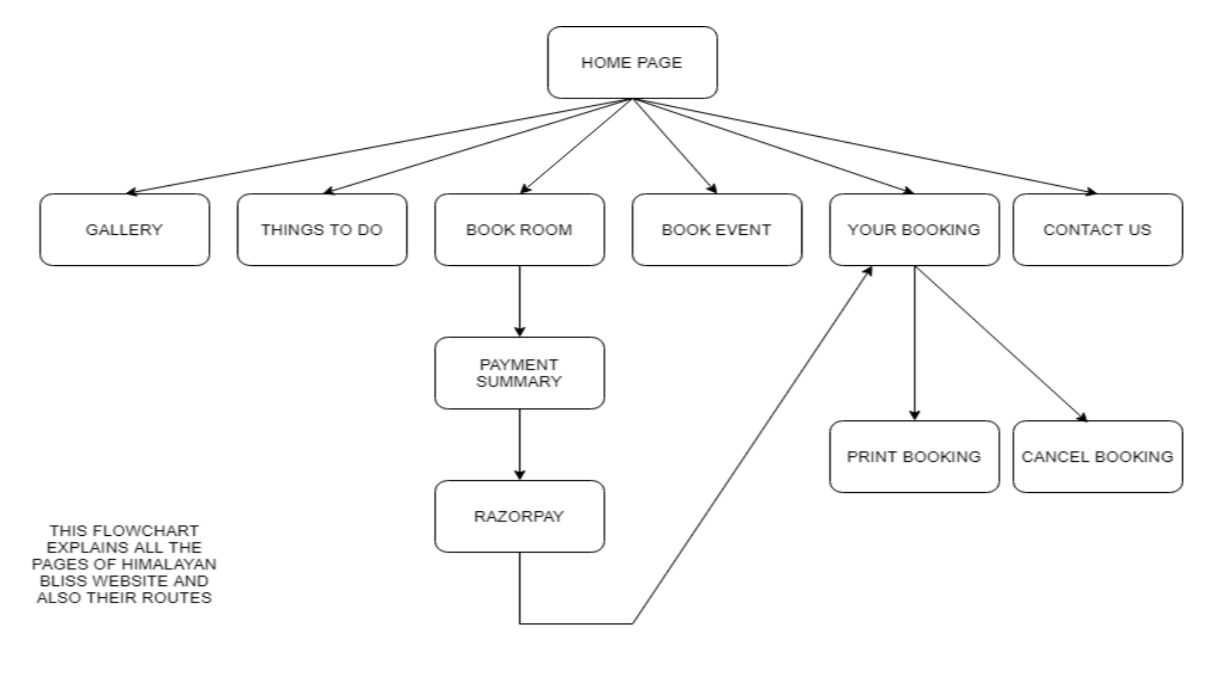 HOME PAGE
GALLERY
THINGS TO DO
BOOK ROOM
BOOK EVENT
YOUR BOOKING
CONTACT US
PAYMENT
SUMMARY
PRINT BOOKING
CANCEL BOOKING
RAZORPAY
THIS FLOWCHART
EXPLAINS ALL THE
PAGES OF HIMALAYAN
BLISS WEBSITE AND
ALSO THEIR ROUTES